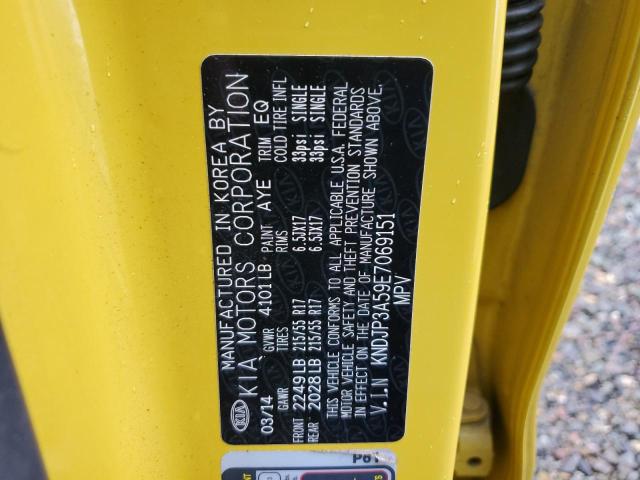 MANUFACTURED IN KOREA BY
KIA MOTORS CORPORATION
KIA
03/14 GVWR 4101LB PAINT AYE TRIM EQ
GAWR TIRES RIMS COLD TIRE INFL
FRONT 2249LB 215/55 R17 6.5JX17 33psi SINGLE
REAR 2028LB 215/55 R17 6.5JX17 33psi SINGLE
THIS VEHICLE CONFORMS TO ALL APPLICABLE U.S.A. FEDERAL
MOTOR VEHICLE SAFETY AND THEFT PREVENTION STANDARDS
IN EFFECT ON THE DATE OF MANUFACTURE SHOWN ABOVE.
V.I.N KNDJTP3A59E7069151
MPV